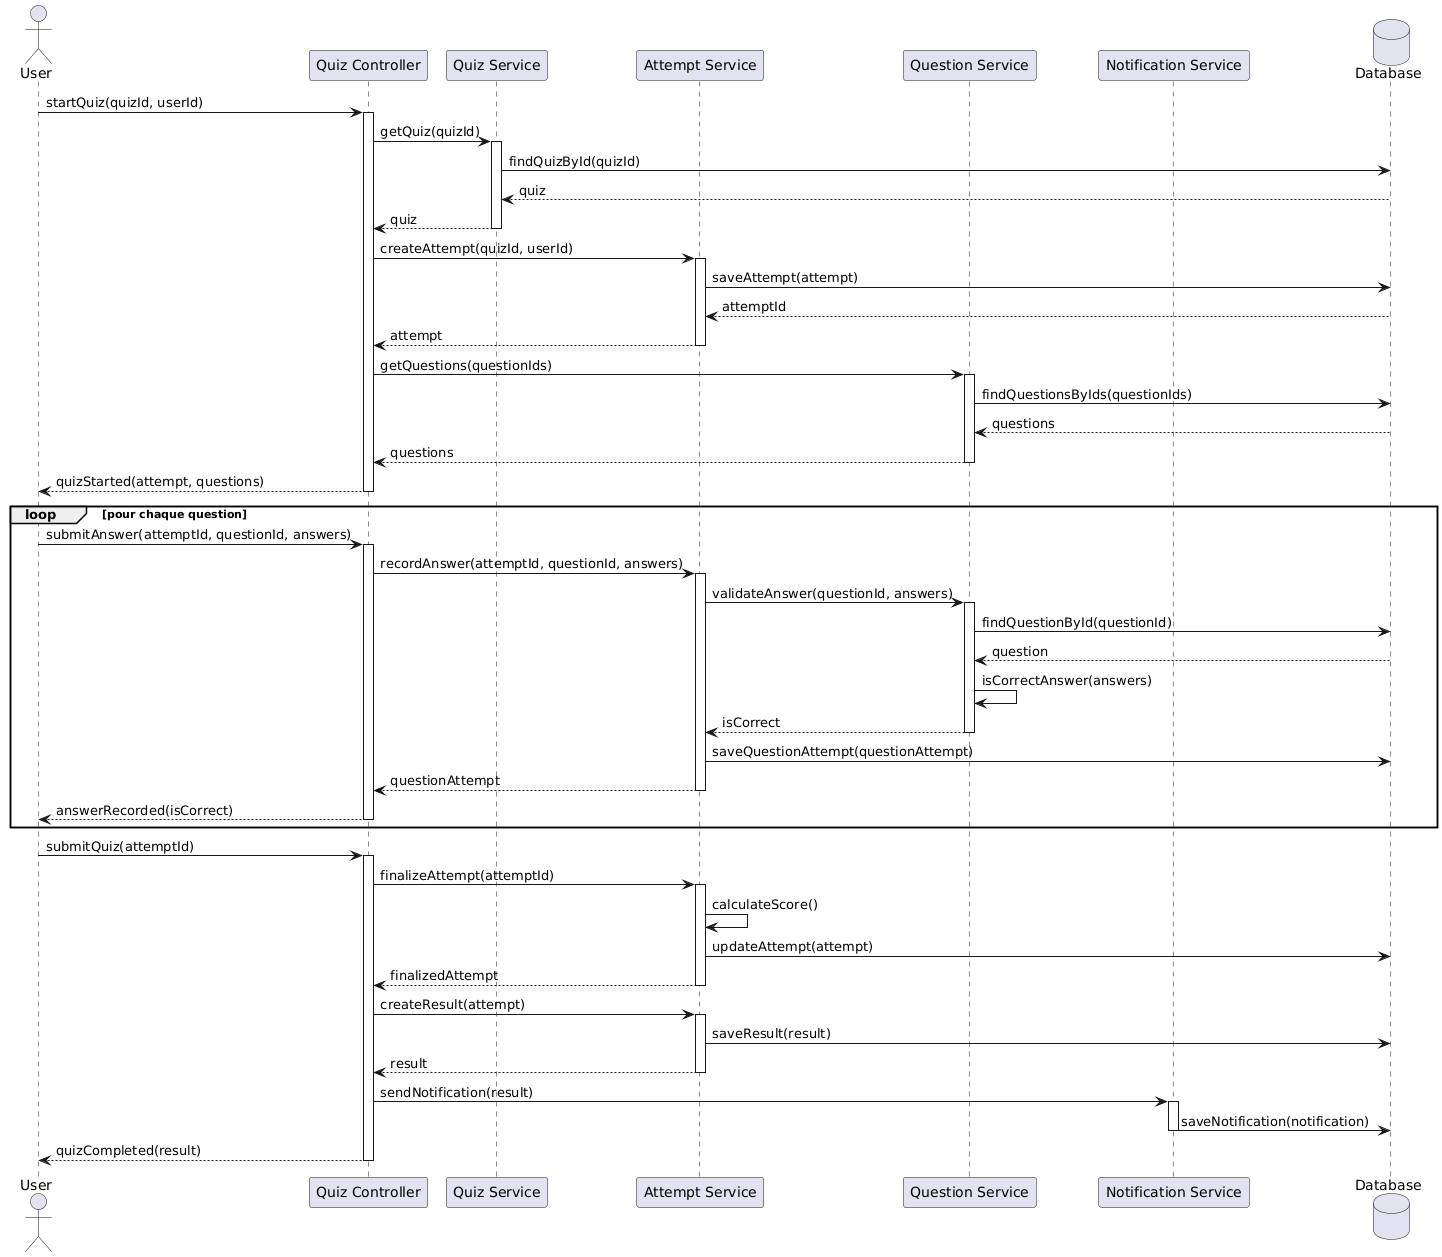 User
Quiz Controller
Quiz Service
Attempt Service
Question Service
Notification Service
Database
startQuiz(quizId, userId)
getQuiz(quizId)
findQuizById(quizId)
quiz
quiz
createAttempt(quizId, userId)
saveAttempt(attempt)
attemptId
attempt
getQuestions(questionIds)
findQuestionsByIds(questionIds)
questions
questions
quizStarted(attempt, questions)
loop [pour chaque question]
submitAnswer(attemptId, questionId, answers)
recordAnswer(attemptId, questionId, answers)
validateAnswer(questionId, answers)
findQuestionById(questionId)
question
isCorrectAnswer(answers)
isCorrect
saveQuestionAttempt(questionAttempt)
questionAttempt
answerRecorded(isCorrect)
submitQuiz(attemptId)
finalizeAttempt(attemptId)
calculateScore()
updateAttempt(attempt)
finalizedAttempt
createResult(attempt)
saveResult(result)
result
sendNotification(result)
saveNotification(notification)
quizCompleted(result)
User
Quiz Controller
Quiz Service
Attempt Service
Question Service
Notification Service
Database